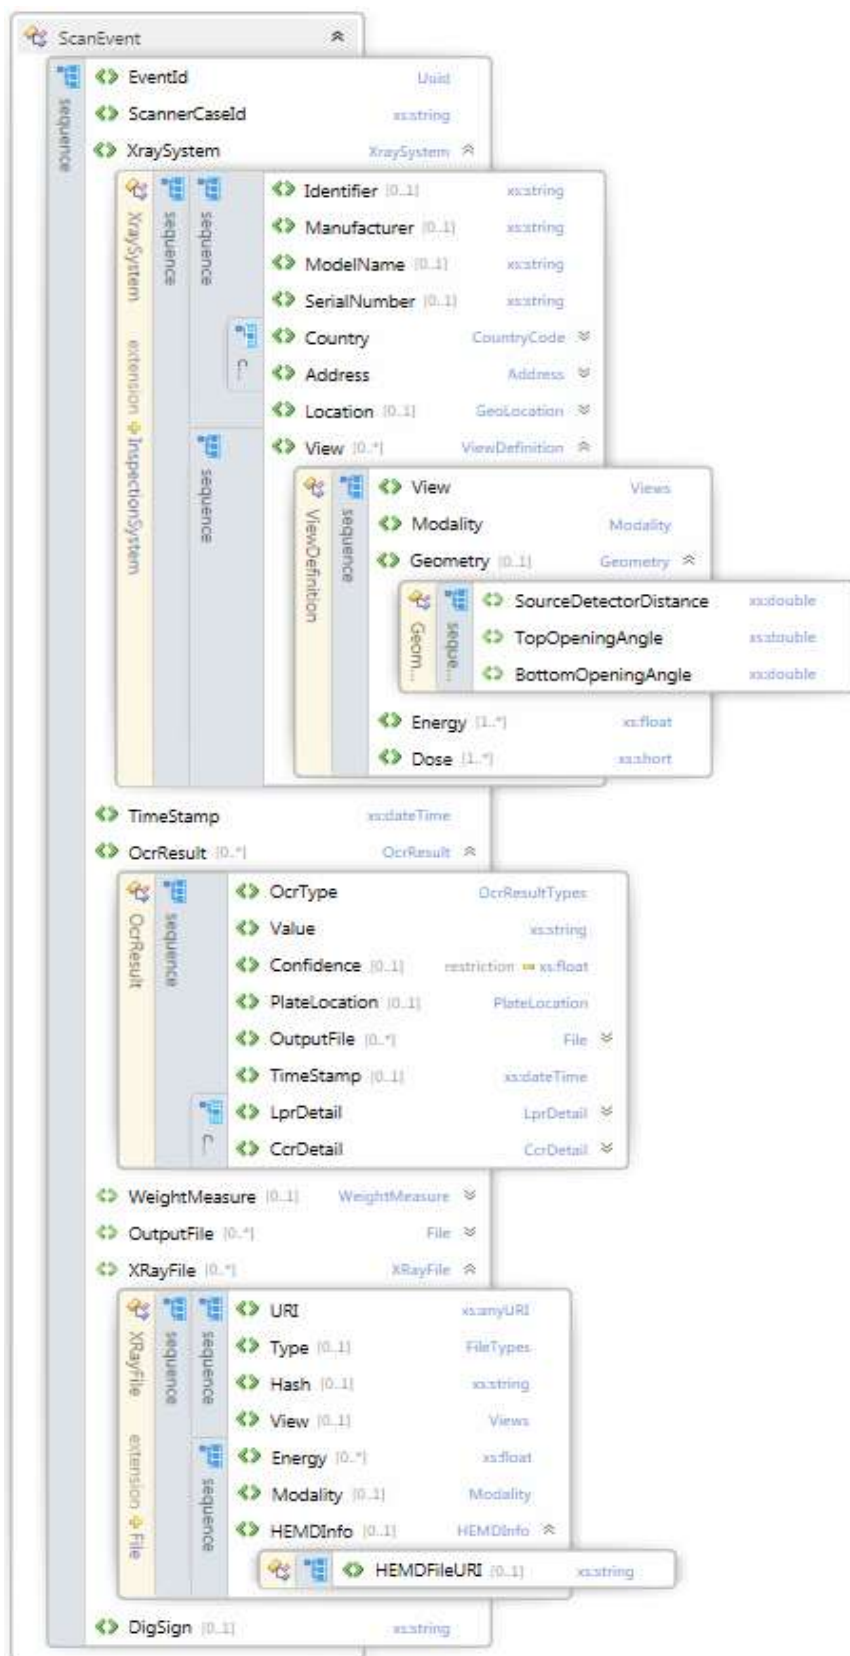 ScanEvent
sequence
EventId Uuid
ScannerCaseId xs:string
XraySystem XraySystem
XraySystem extension InspectionSystem
sequence
sequence
Identifier [0..1] xs:string
Manufacturer [0..1] xs:string
ModelName [0..1] xs:string
SerialNumber [0..1] xs:string
C...
Country CountryCode
Address Address
Location [0..1] GeoLocation
sequence
View [0..*] ViewDefinition
ViewDefinition
sequence
View Views
Modality Modality
Geometry [0..1] Geometry
Geom...
seque...
SourceDetectorDistance xs:double
TopOpeningAngle xs:double
BottomOpeningAngle xs:double
Energy [1..*] xs:float
Dose [1..*] xs:short
TimeStamp xs:dateTime
OcrResult [0..*] OcrResult
OcrResult
sequence
OcrType OcrResultTypes
Value xs:string
Confidence [0..1] restriction xs:float
PlateLocation [0..1] PlateLocation
OutputFile [0..*] File
TimeStamp [0..1] xs:dateTime
C...
LprDetail LprDetail
CcrDetail CcrDetail
WeightMeasure [0..1] WeightMeasure
OutputFile [0..*] File
XRayFile [0..*] XRayFile
XRayFile extension File
sequence
sequence
URI xs:anyURI
Type [0..1] FileTypes
Hash [0..1] xs:string
View [0..1] Views
sequence
Energy [0..*] xs:float
Modality [0..1] Modality
HEMDInfo [0..1] HEMDInfo
HEMDFileURI [0..1] xs:string
DigSign [0..1] xs:string